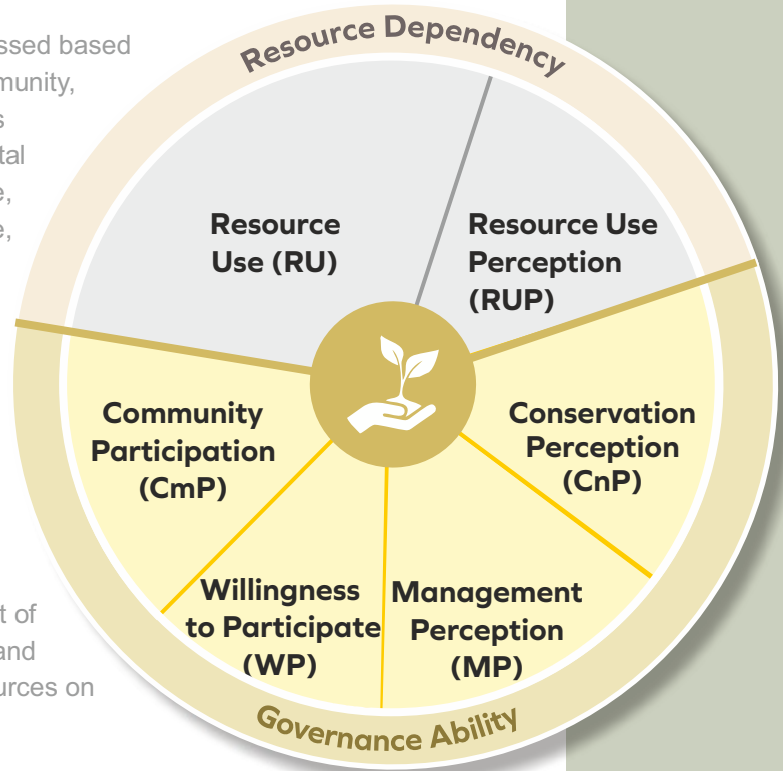 ssed based
munity,
s
tal
e,
e,
t of
and
urces on
Resource Dependency
Resource
Use (RU)
Resource Use
Perception
(RUP)
Community
Participation
(CmP)
Conservation
Perception
(CnP)
Willingness
to Participate
(WP)
Management
Perception
(MP)
Governance Ability